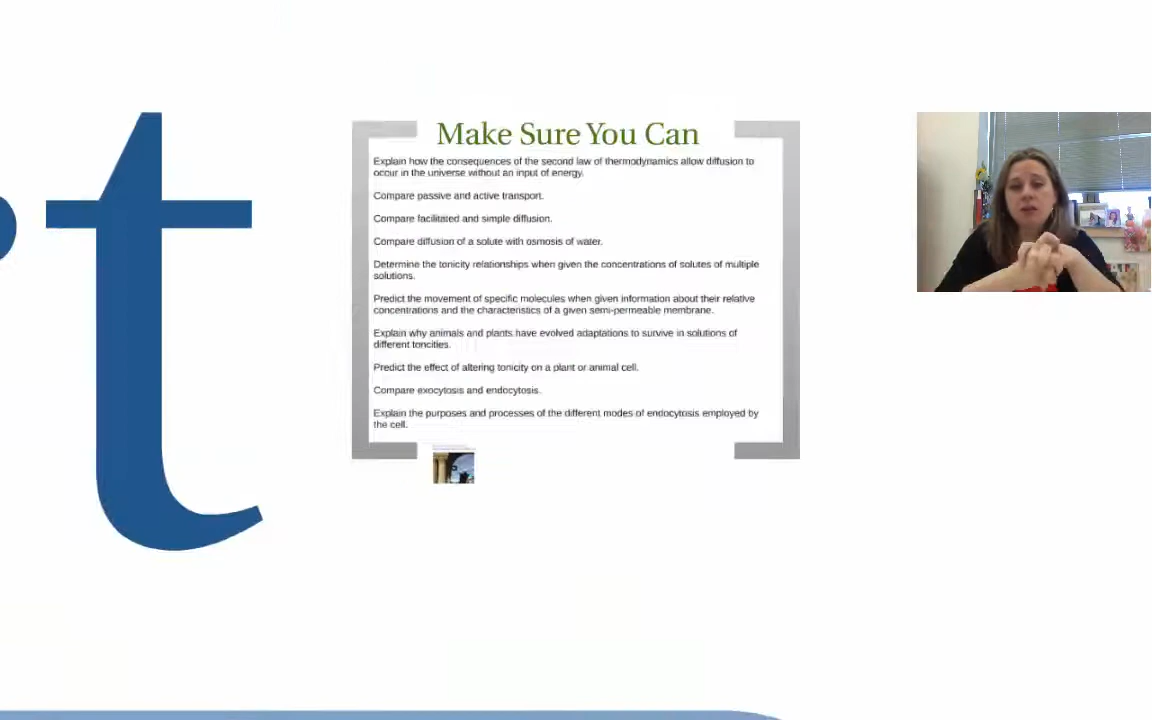 t
Make Sure You Can
Explain how the consequences of the second law of thermodynamics allow diffusion to
occur in the universe without an input of energy.
Compare passive and active transport.
Compare facilitated and simple diffusion.
Compare diffusion of a solute with osmosis of water.
Determine the tonicity relationships when given the concentrations of solutes of multiple
solutions.
Predict the movement of specific molecules when given information about their relative
concentrations and the characteristics of a given semi-permeable membrane.
Explain why animals and plants have evolved adaptations to survive in solutions of
different toncities.
Predict the effect of altering tonicity on a plant or animal cell.
Compare exocytosis and endocytosis.
Explain the purposes and processes of the different modes of endocytosis employed by
the cell.